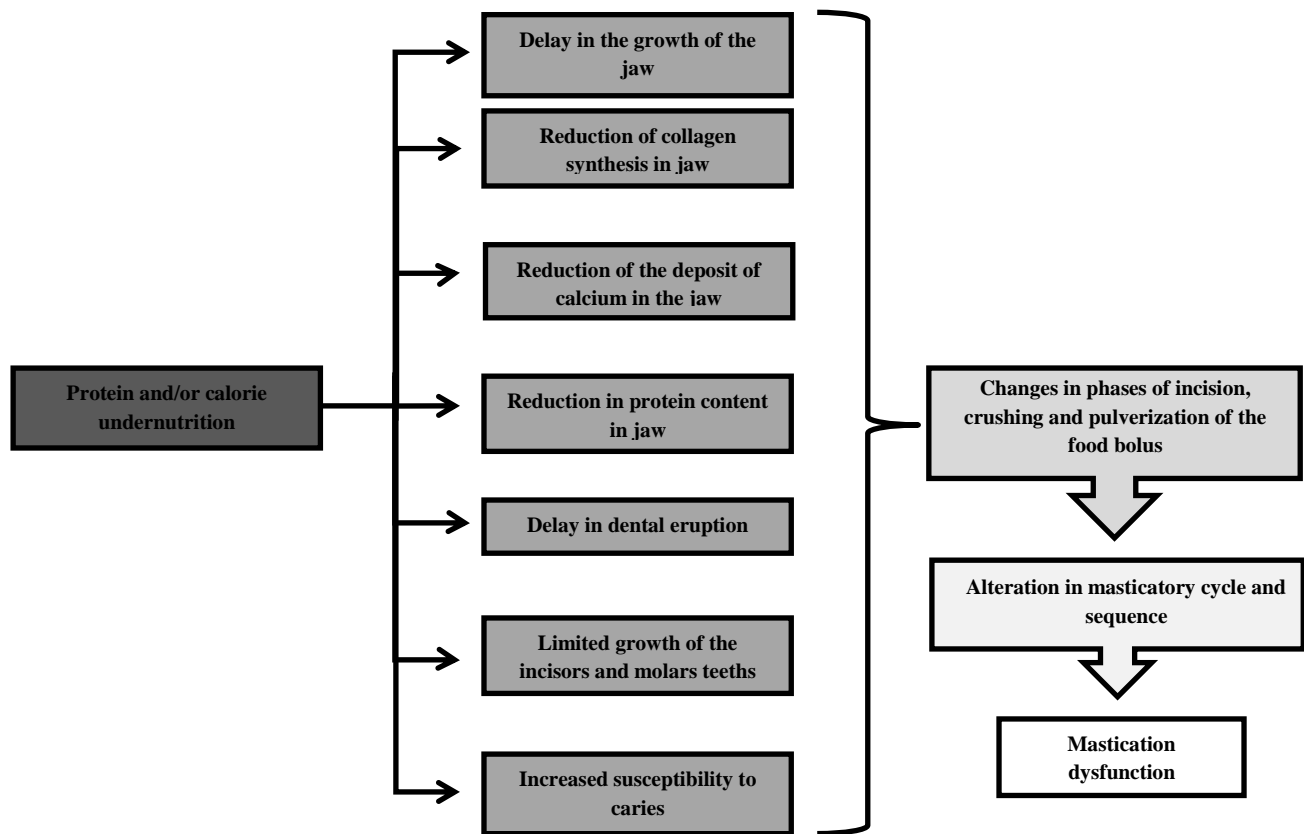 Delay in the growth of the
jaw
Reduction of collagen
synthesis in jaw
Reduction of the deposit of
calcium in the jaw
Protein and/or calorie
undernutrition
Reduction in protein content
in jaw
Delay in dental eruption
Limited growth of the
incisors and molars teeths
Increased susceptibility to
caries
Changes in phases of incision,
crushing and pulverization of the
food bolus
Alteration in masticatory cycle and
sequence
Mastication
dysfunction